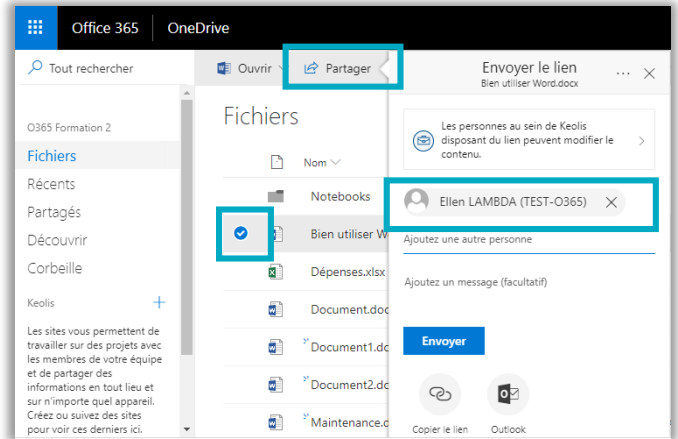 Office 365
OneDrive
Tout rechercher
Ouvrir
Partager
O365 Formation 2
Fichiers
Récents
Partagés
Découvrir
Corbeille
Keolis
Les sites vous permettent de
travailler sur des projets avec
les membres de votre équipe
et de partager des
informations en tout lieu et
sur n'importe quel appareil.
Créez ou suivez des sites
pour voir ces derniers ici.
Fichiers
Nom
Notebooks
Bien utiliser W
Dépenses.xlsx
Document.doc
Document1.do
Document2.do
Maintenance.d
Envoyer le lien
Bien utiliser Word.docx
Les personnes au sein de Keolis
disposant du lien peuvent modifier le
contenu.
Ellen LAMBDA (TEST-O365)
Ajoutez une autre personne
Ajoutez un message (facultatif)
Envoyer
Copier le lien
Outlook